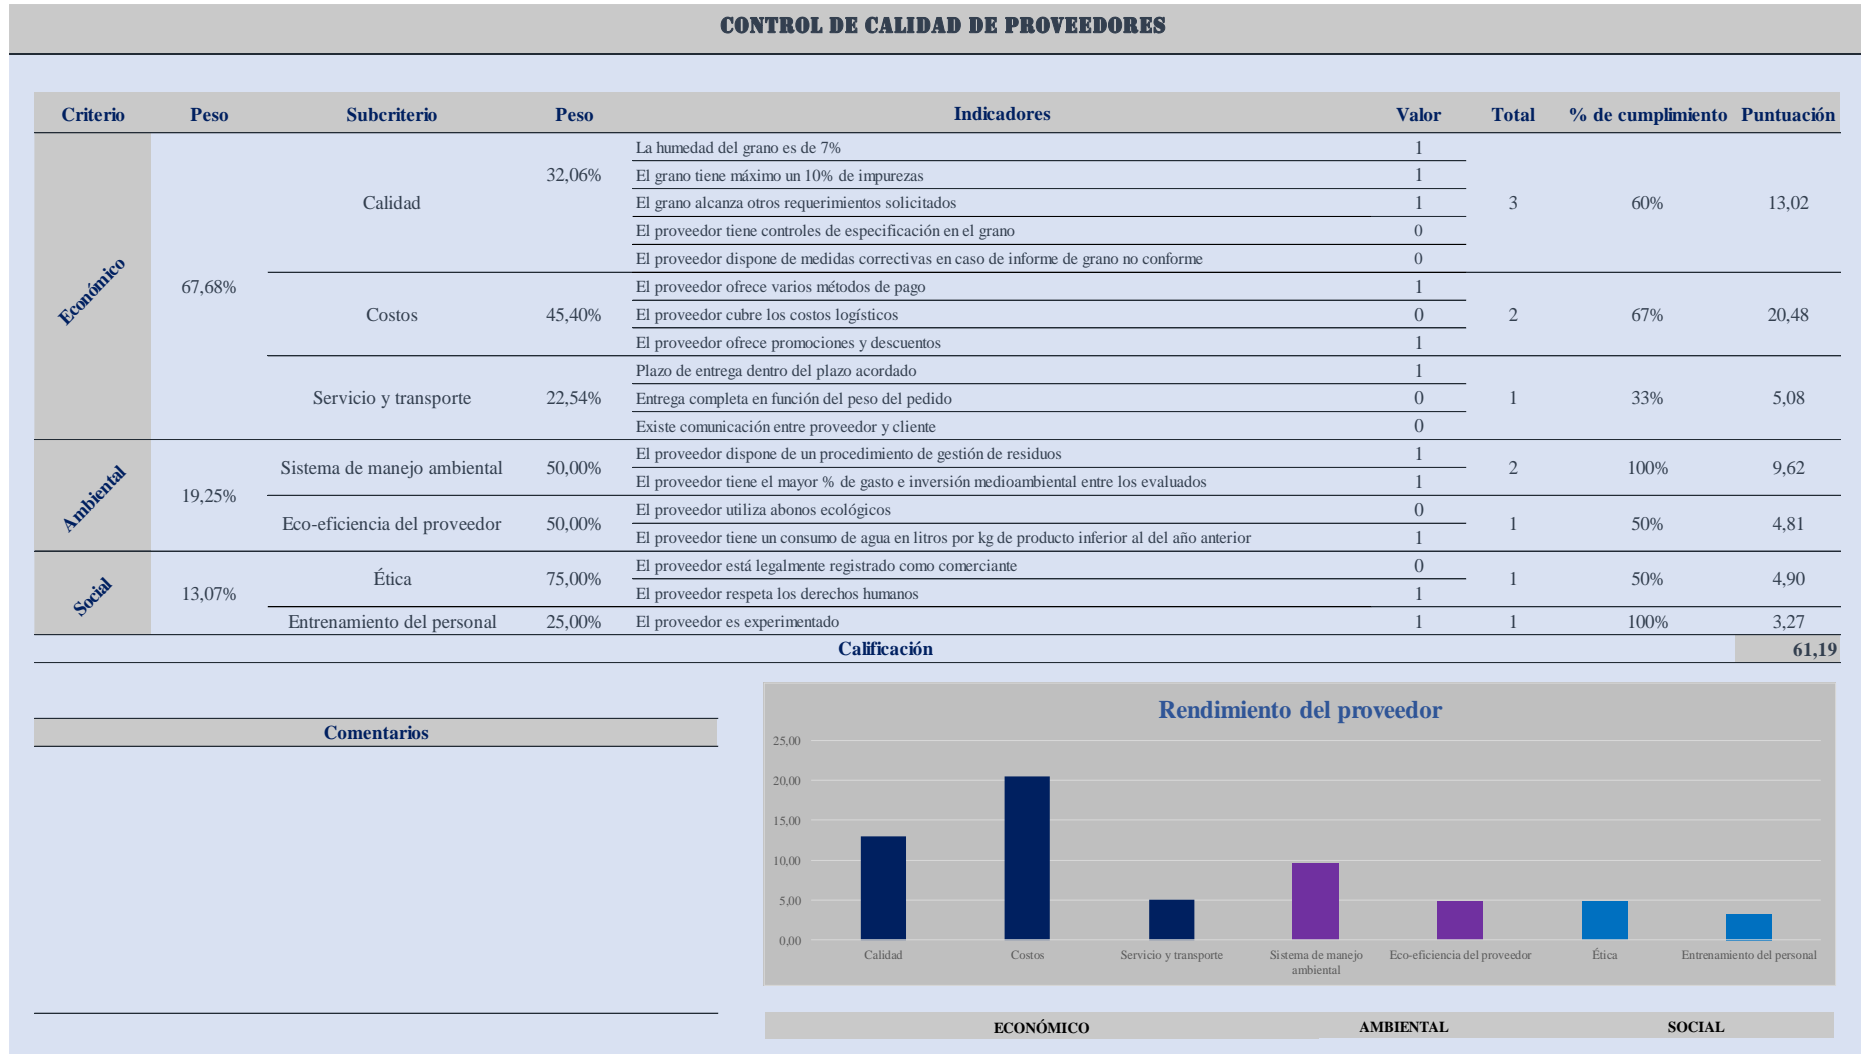 CONTROL DE CALIDAD DE PROVEEDORES
Criterio Peso Subcriterio Peso Indicadores Valor Total % de cumplimiento Puntuación
Económico 67,68% Calidad 32,06% La humedad del grano es de 7% 1 3 60% 13,02
El grano tiene máximo un 10% de impurezas 1
El grano alcanza otros requerimientos solicitados 1
El proveedor tiene controles de especificación en el grano 0
El proveedor dispone de medidas correctivas en caso de informe de grano no conforme 0
Costos 45,40% El proveedor ofrece varios métodos de pago 1 2 67% 20,48
El proveedor cubre los costos logísticos 0
El proveedor ofrece promociones y descuentos 1
Servicio y transporte 22,54% Plazo de entrega dentro del plazo acordado 1 1 33% 5,08
Entrega completa en función del peso del pedido 0
Existe comunicación entre proveedor y cliente 0
Ambiental 19,25% Sistema de manejo ambiental 50,00% El proveedor dispone de un procedimiento de gestión de residuos 1 2 100% 9,62
El proveedor tiene el mayor % de gasto e inversión medioambiental entre los evaluados 1
Eco-eficiencia del proveedor 50,00% El proveedor utiliza abonos ecológicos 0 1 50% 4,81
El proveedor tiene un consumo de agua en litros por kg de producto inferior al del año anterior 1
Social 13,07% Ética 75,00% El proveedor está legalmente registrado como comerciante 0 1 50% 4,90
El proveedor respeta los derechos humanos 1
Entrenamiento del personal 25,00% El proveedor es experimentado 1 1 100% 3,27
Calificación 61,19
Comentarios
Rendimiento del proveedor
25,00
20,00
15,00
10,00
5,00
0,00
Calidad Costos Servicio y transporte Sistema de manejo ambiental Eco-eficiencia del proveedor Ética Entrenamiento del personal
ECONÓMICO AMBIENTAL SOCIAL